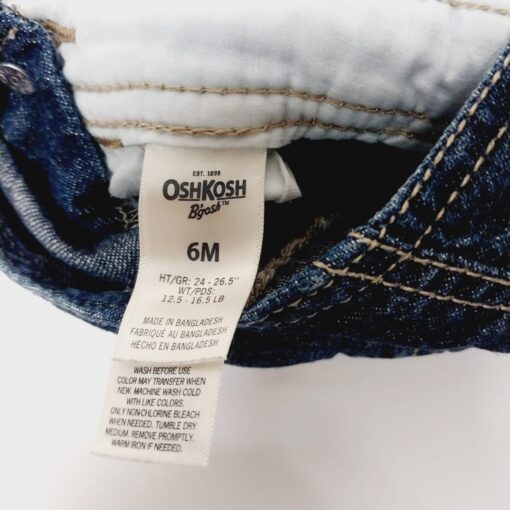 EST. 1895
OSHKOSH
B'gosh™
6M
HT/GR: 24 - 26.5"
WT/PDS:
12.5 - 16.5 LB
MADE IN BANGLADESH
FABRIQUÉ AU BANGLADESH
HECHO EN BANGLADESH
WASH BEFORE USE
COLOR MAY TRANSFER WHEN
NEW. MACHINE WASH COLD
WITH LIKE COLORS.
ONLY NON-CHLORINE BLEACH
WHEN NEEDED. TUMBLE DRY
MEDIUM. REMOVE PROMPTLY.
WARM IRON IF NEEDED.